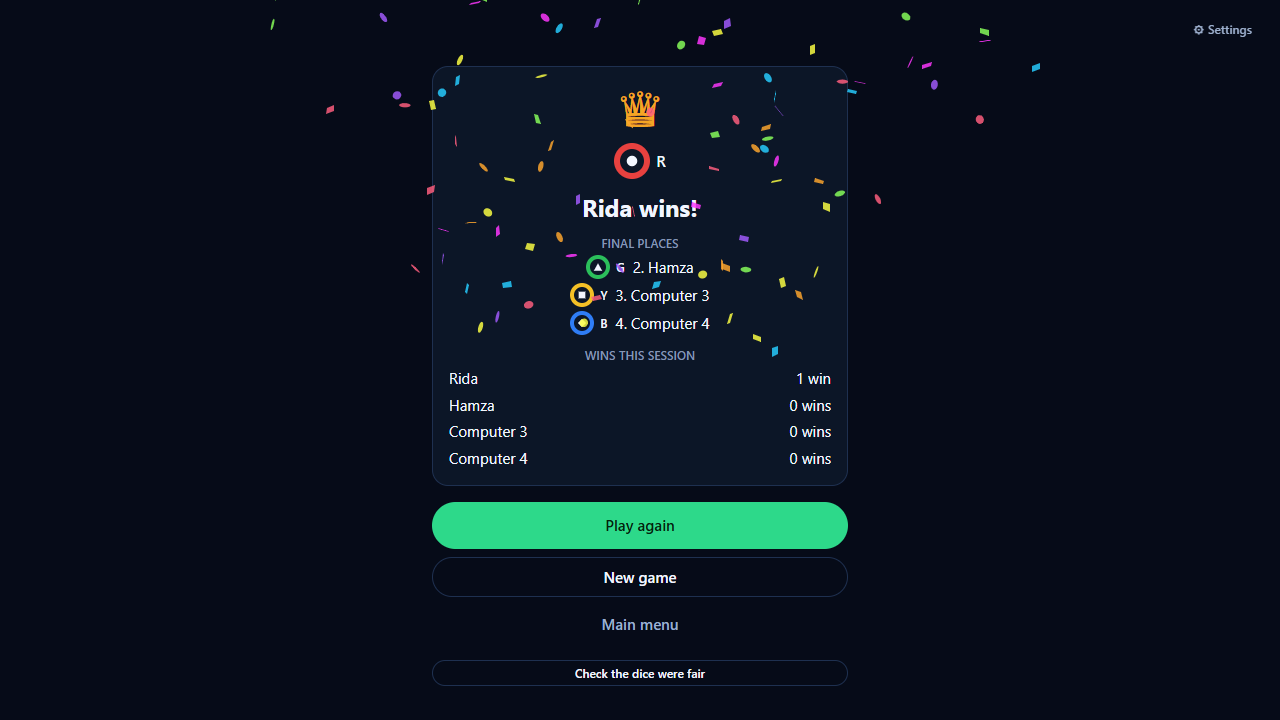 ⚙ Settings
R
Rida wins!
FINAL PLACES
G 2. Hamza
Y 3. Computer 3
B 4. Computer 4
WINS THIS SESSION
Rida 1 win
Hamza 0 wins
Computer 3 0 wins
Computer 4 0 wins
Play again
New game
Main menu
Check the dice were fair